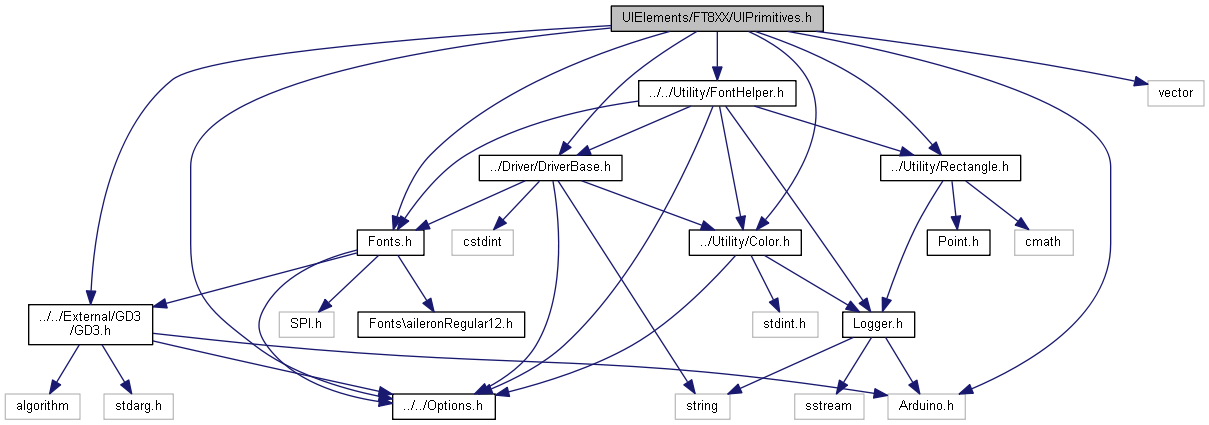 UIElements/FT8XX/UIPrimitives.h
../../Utility/FontHelper.h
vector
../Driver/DriverBase.h
../Utility/Rectangle.h
Fonts.h
cstdint
../Utility/Color.h
Point.h
cmath
../../External/GD3
/GD3.h
SPI.h
Fonts\aileronRegular12.h
stdint.h
Logger.h
algorithm
stdarg.h
../../Options.h
string
sstream
Arduino.h